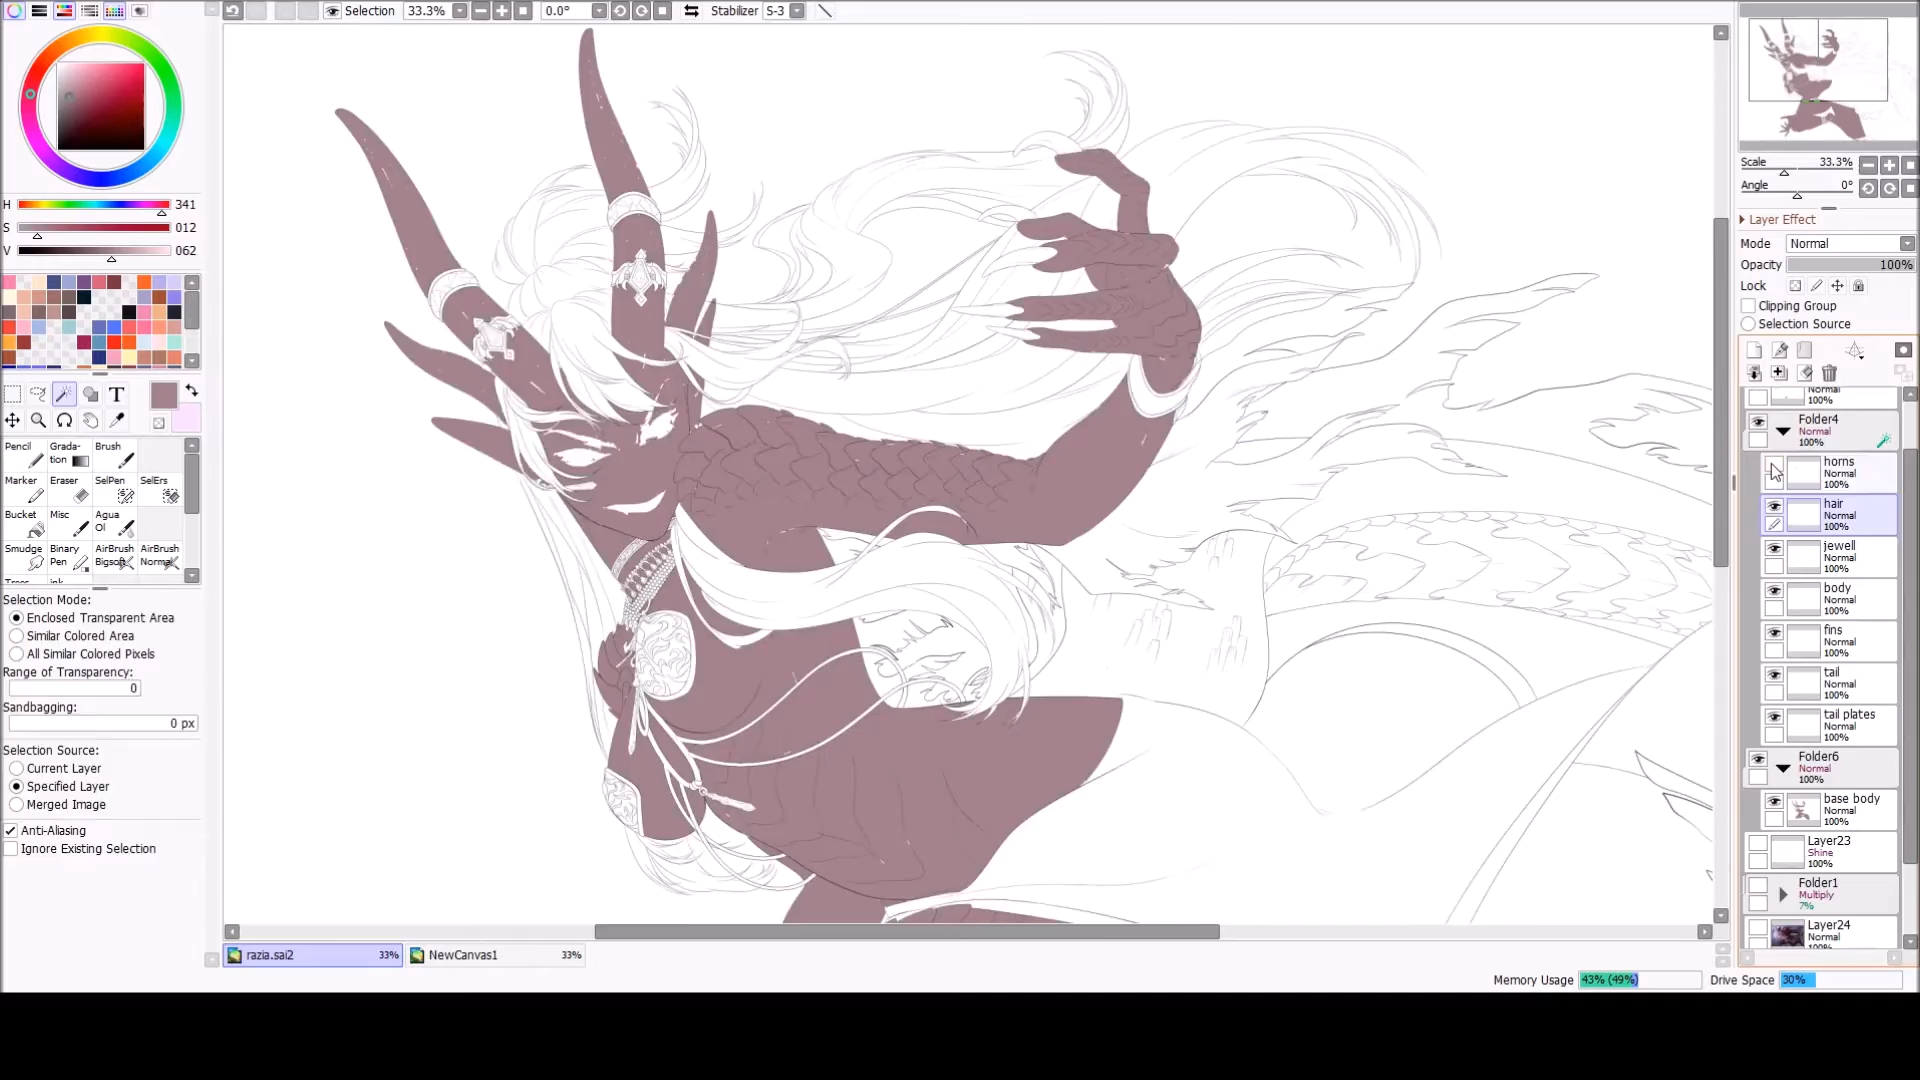 Selection 33.3% 0.0° Stabilizer S-3
H 341
S 012
V 062
T
Pencil Grada-tion Brush
Marker Eraser SelPen SelErs
Bucket Misc Agua Ol
Smudge Binary Pen AirBrush Bigsoft AirBrush Normal
Selection Mode:
Enclosed Transparent Area
Similar Colored Area
All Similar Colored Pixels
Range of Transparency:
0
Sandbagging:
0 px
Selection Source:
Current Layer
Specified Layer
Merged Image
Anti-Aliasing
Ignore Existing Selection
razia.sai2 33%
NewCanvas1 33%
Memory Usage 43% (49%) Drive Space 30%
Scale 33.3%
Angle 0°
Layer Effect
Mode Normal
Opacity 100%
Lock
Clipping Group
Selection Source
Normal
100%
Folder4
Normal
100%
horns
Normal
100%
hair
Normal
100%
jewell
Normal
100%
body
Normal
100%
fins
Normal
100%
tail
Normal
100%
tail plates
Normal
100%
Folder6
Normal
100%
base body
Normal
100%
Layer23
Shine
100%
Folder1
Multiply
7%
Layer24
Normal
100%